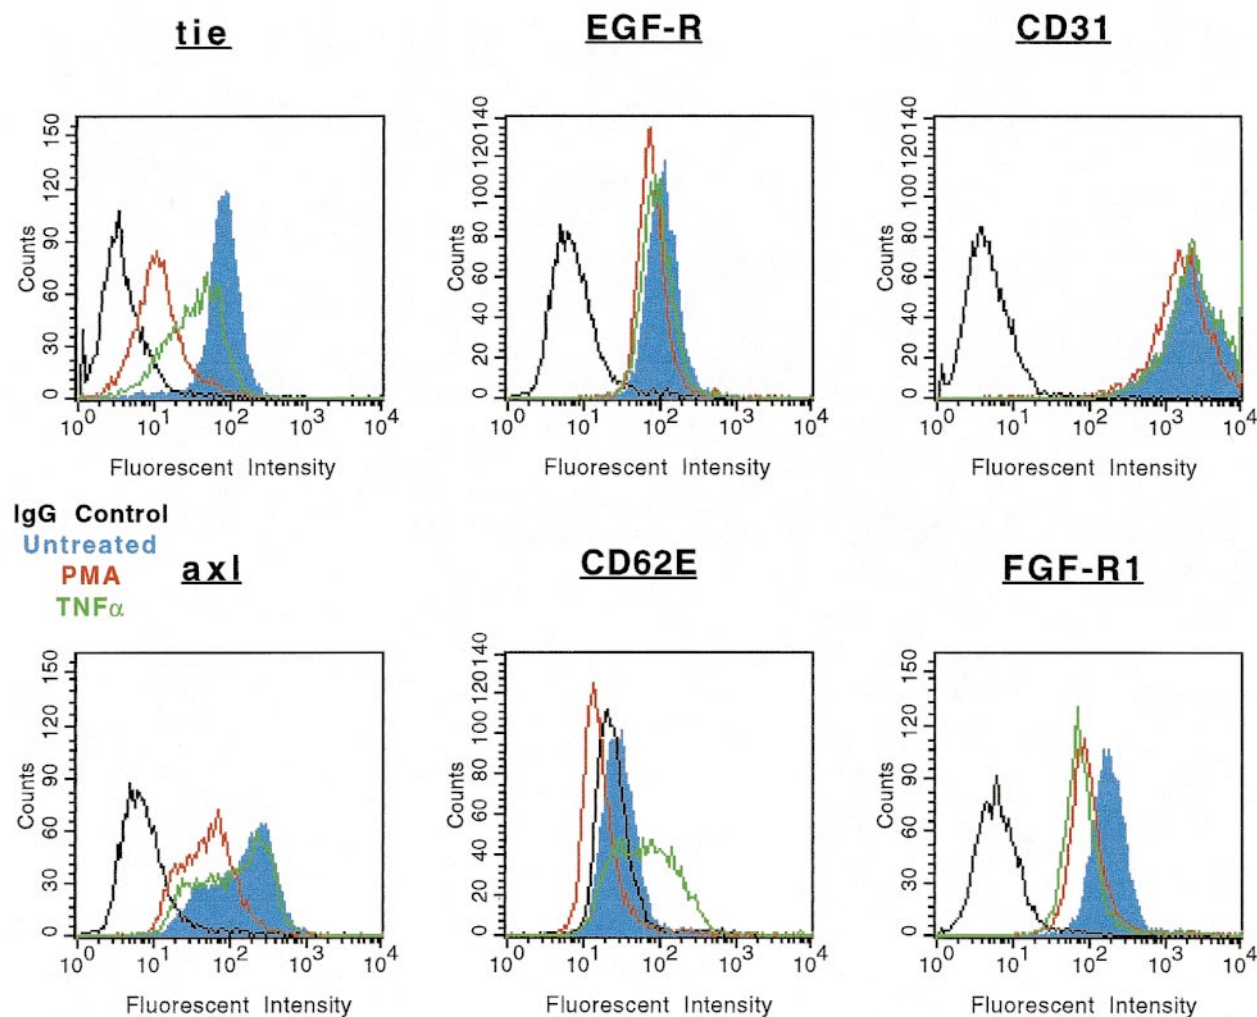 tie
EGF-R
CD31
150
120
90
60
30
0
Counts
10^0 10^1 10^2 10^3 10^4
Fluorescent Intensity
140
120
100
80
60
40
20
0
Counts
10^0 10^1 10^2 10^3 10^4
Fluorescent Intensity
140
120
100
80
60
40
20
0
Counts
10^0 10^1 10^2 10^3 10^4
Fluorescent Intensity
IgG Control
Untreated
PMA
TNFα
axl
CD62E
FGF-R1
150
120
90
60
30
0
Counts
10^0 10^1 10^2 10^3 10^4
Fluorescent Intensity
140
120
100
80
60
40
20
0
Counts
10^0 10^1 10^2 10^3 10^4
Fluorescent Intensity
150
120
90
60
30
0
Counts
10^0 10^1 10^2 10^3 10^4
Fluorescent Intensity